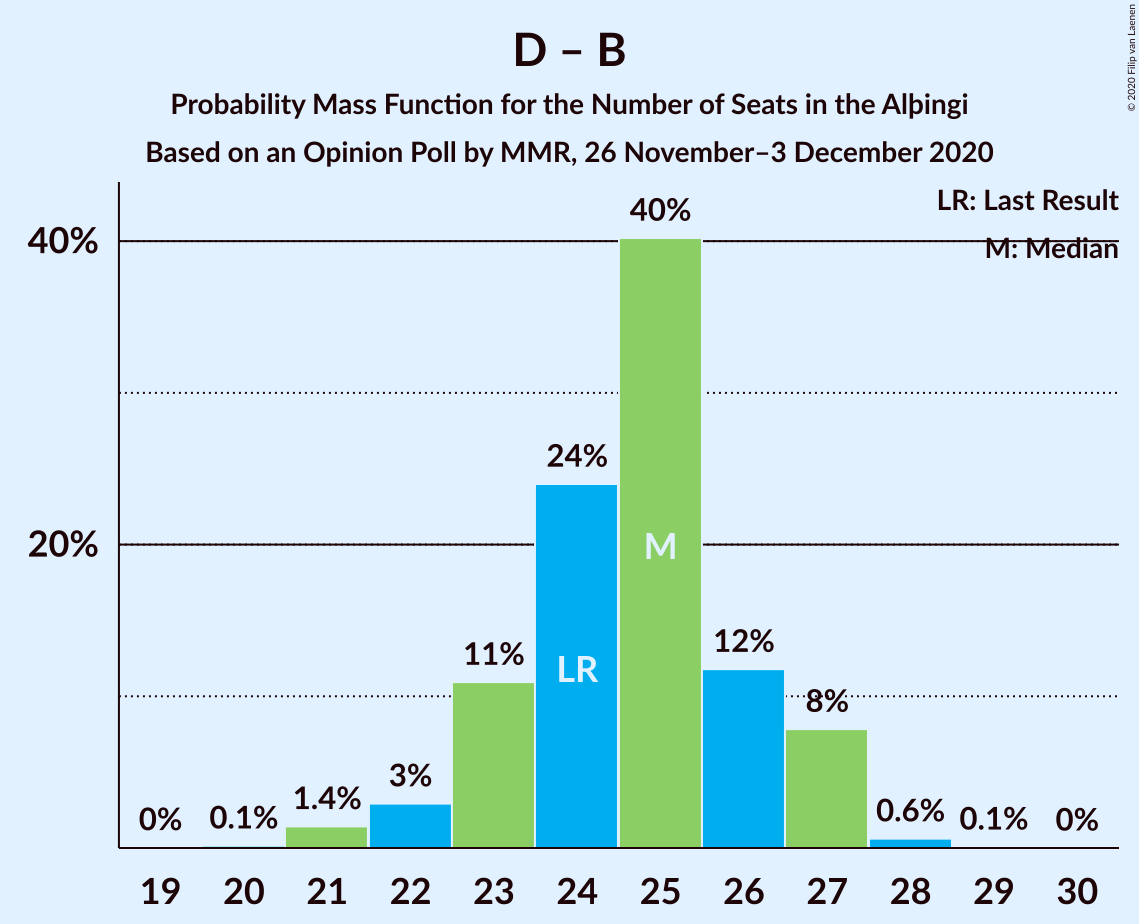 D – B
Probability Mass Function for the Number of Seats in the Alþingi
Based on an Opinion Poll by MMR, 26 November–3 December 2020
© 2020 Filip van Laenen
LR: Last Result
M: Median
40%
20%
0%
0.1%
1.4%
3%
11%
24%
40%
12%
8%
0.6%
0.1%
0%
LR
M
19 20 21 22 23 24 25 26 27 28 29 30